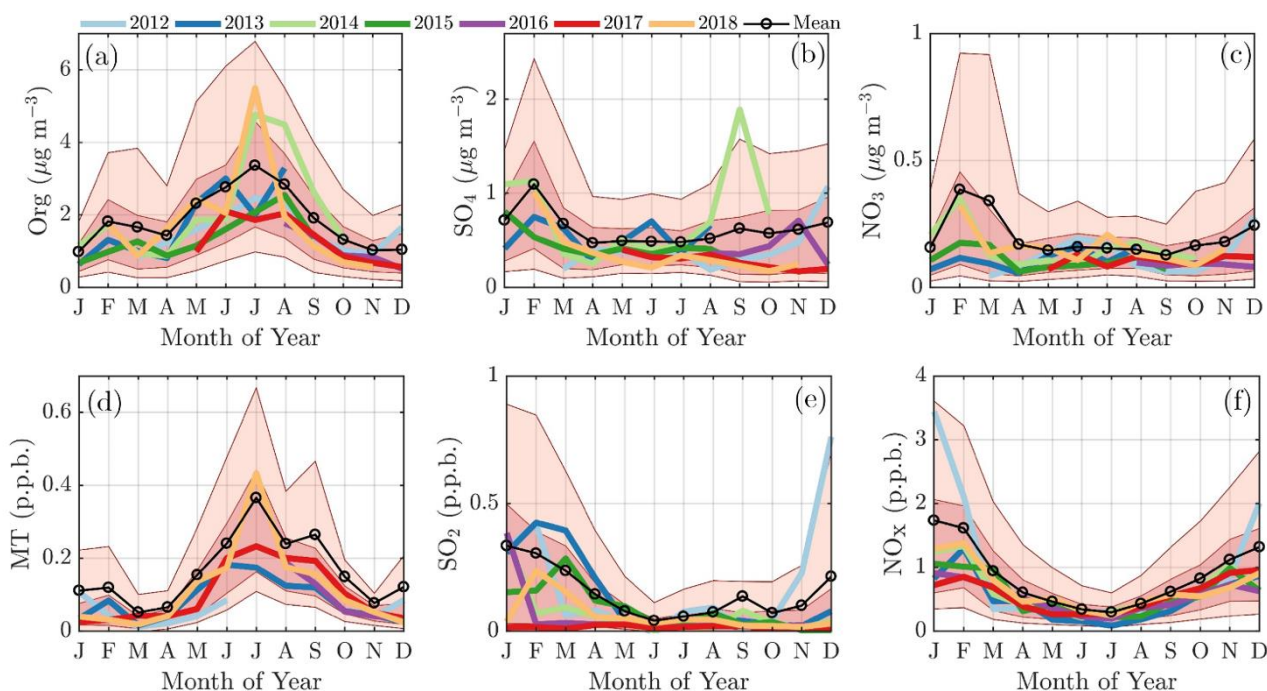 2012 2013 2014 2015 2016 2017 2018 Mean
(a)
Org (μg m⁻³)
6
4
2
0
J F M A M J J A S O N D
Month of Year
(b)
SO₄ (μg m⁻³)
2
1
0
J F M A M J J A S O N D
Month of Year
(c)
NO₃ (μg m⁻³)
1
0.5
0
J F M A M J J A S O N D
Month of Year
(d)
MT (p.p.b.)
0.6
0.4
0.2
0
J F M A M J J A S O N D
Month of Year
(e)
SO₂ (p.p.b.)
1
0.5
0
J F M A M J J A S O N D
Month of Year
(f)
NOx (p.p.b.)
4
3
2
1
0
J F M A M J J A S O N D
Month of Year